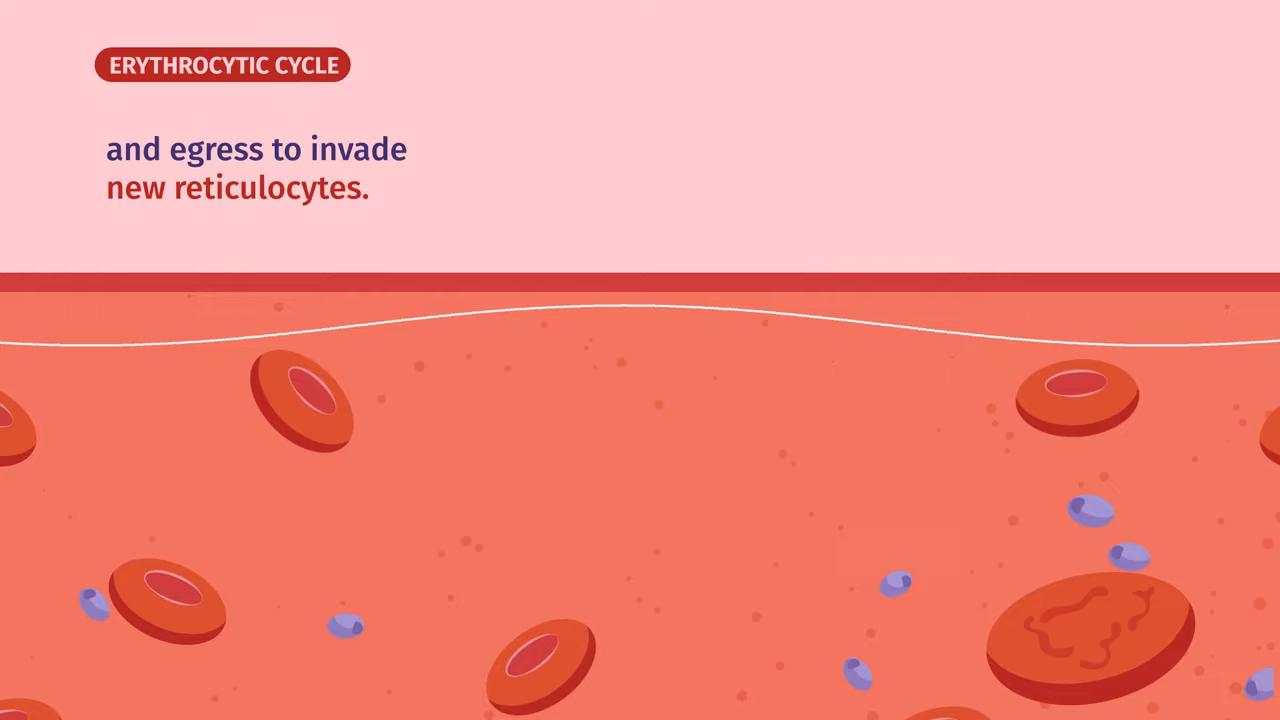 ERYTHROCYTIC CYCLE
and egress to invade
new reticulocytes.